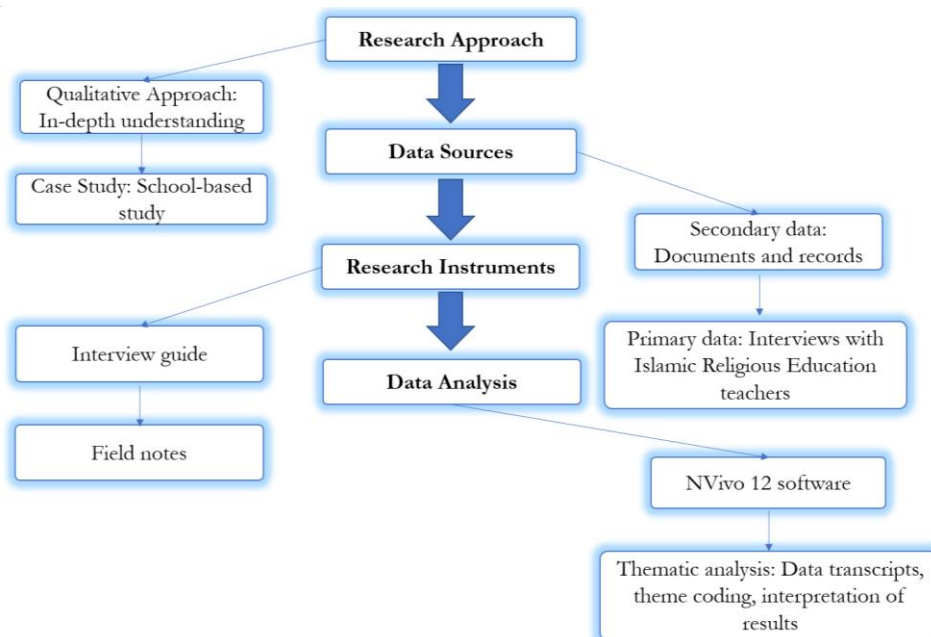 Research Approach
Qualitative Approach:
In-depth understanding
Data Sources
Case Study: School-based
study
Secondary data:
Documents and records
Research Instruments
Interview guide
Primary data: Interviews with
Islamic Religious Education
teachers
Data Analysis
Field notes
NVivo 12 software
Thematic analysis: Data transcripts,
theme coding, interpretation of
results